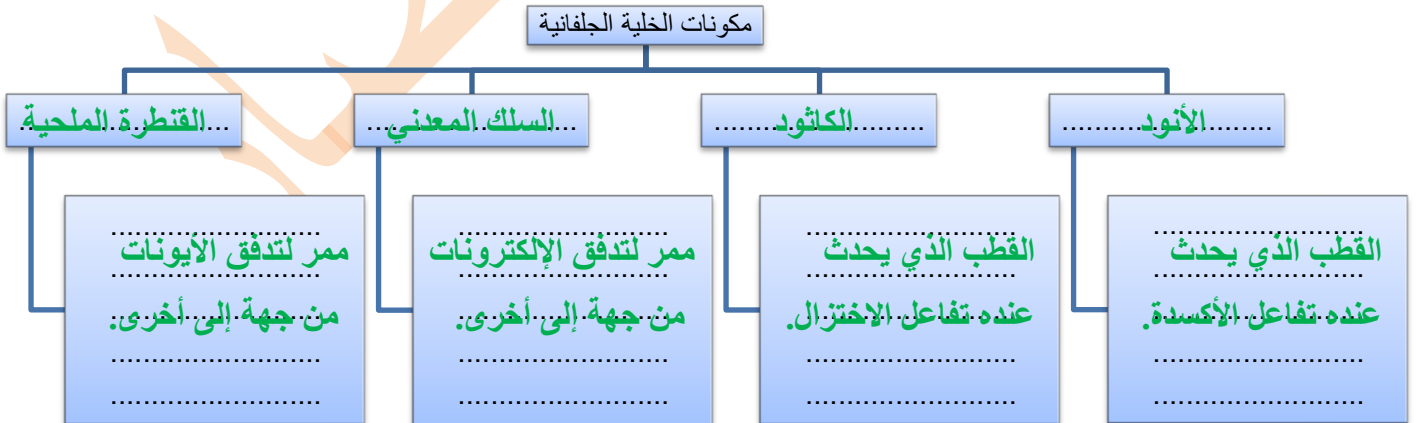 مكونات الخلية الجلفانية
الأنود
الكاثود
السلك المعدني
القنطرة الملحية
القطب الذي يحدث
عنده تفاعل الأكسدة.
القطب الذي يحدث
عنده تفاعل الاختزال.
ممر لتدفق الإلكترونات
من جهة إلى أخرى.
ممر لتدفق الأيونات
من جهة إلى أخرى.